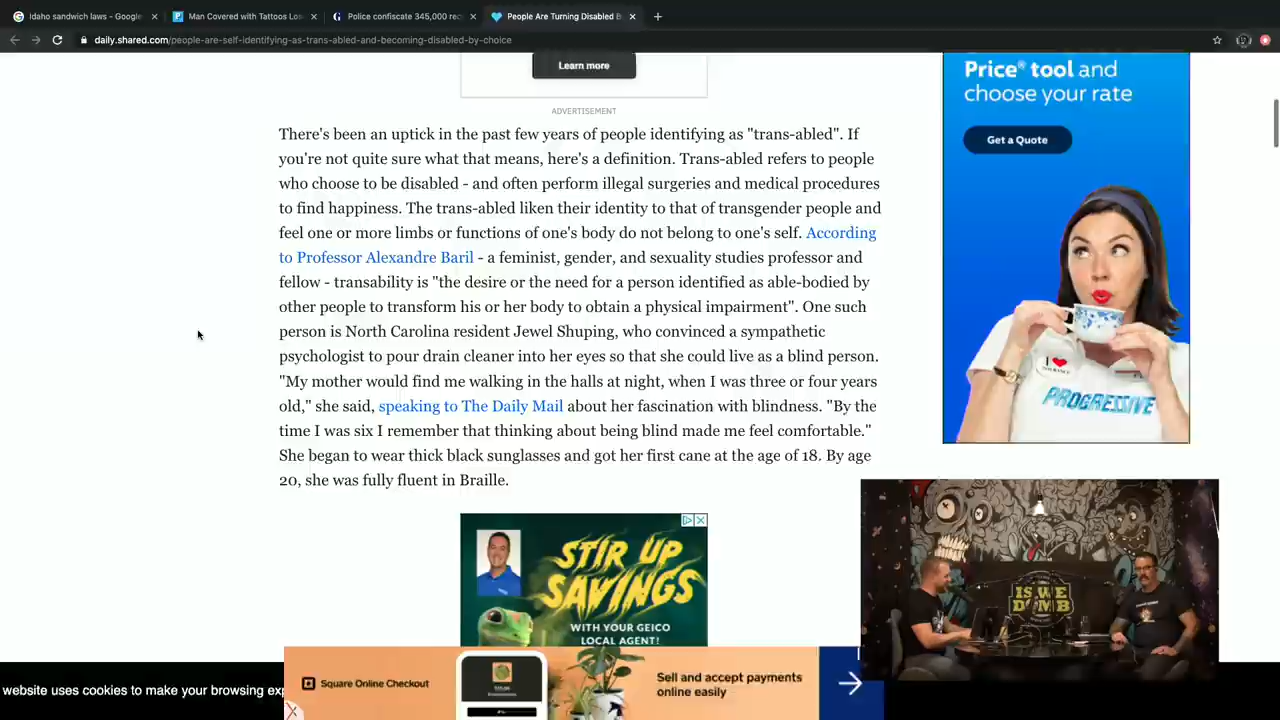 Idaho sandwich laws - Google
Man Covered with Tattoos Lon
Police confiscate 345,000 rec
People Are Turning Disabled B
daily.shared.com/people-are-self-identifying-as-trans-abled-and-becoming-disabled-by-choice
Learn more
ADVERTISEMENT
There's been an uptick in the past few years of people identifying as "trans-abled". If
you're not quite sure what that means, here's a definition. Trans-abled refers to people
who choose to be disabled - and often perform illegal surgeries and medical procedures
to find happiness. The trans-abled liken their identity to that of transgender people and
feel one or more limbs or functions of one's body do not belong to one's self. According
to Professor Alexandre Baril - a feminist, gender, and sexuality studies professor and
fellow - transability is "the desire or the need for a person identified as able-bodied by
other people to transform his or her body to obtain a physical impairment". One such
person is North Carolina resident Jewel Shuping, who convinced a sympathetic
psychologist to pour drain cleaner into her eyes so that she could live as a blind person.
"My mother would find me walking in the halls at night, when I was three or four years
old," she said, speaking to The Daily Mail about her fascination with blindness. "By the
time I was six I remember that thinking about being blind made me feel comfortable."
She began to wear thick black sunglasses and got her first cane at the age of 18. By age
20, she was fully fluent in Braille.
Price® tool and
choose your rate
Get a Quote
I ♥
PROGRESSIVE
STIR UP
SAVINGS
WITH YOUR GEICO
LOCAL AGENT!
IS WE
DUMB
website uses cookies to make your browsing exp
Square Online Checkout
Sell and accept payments
online easily